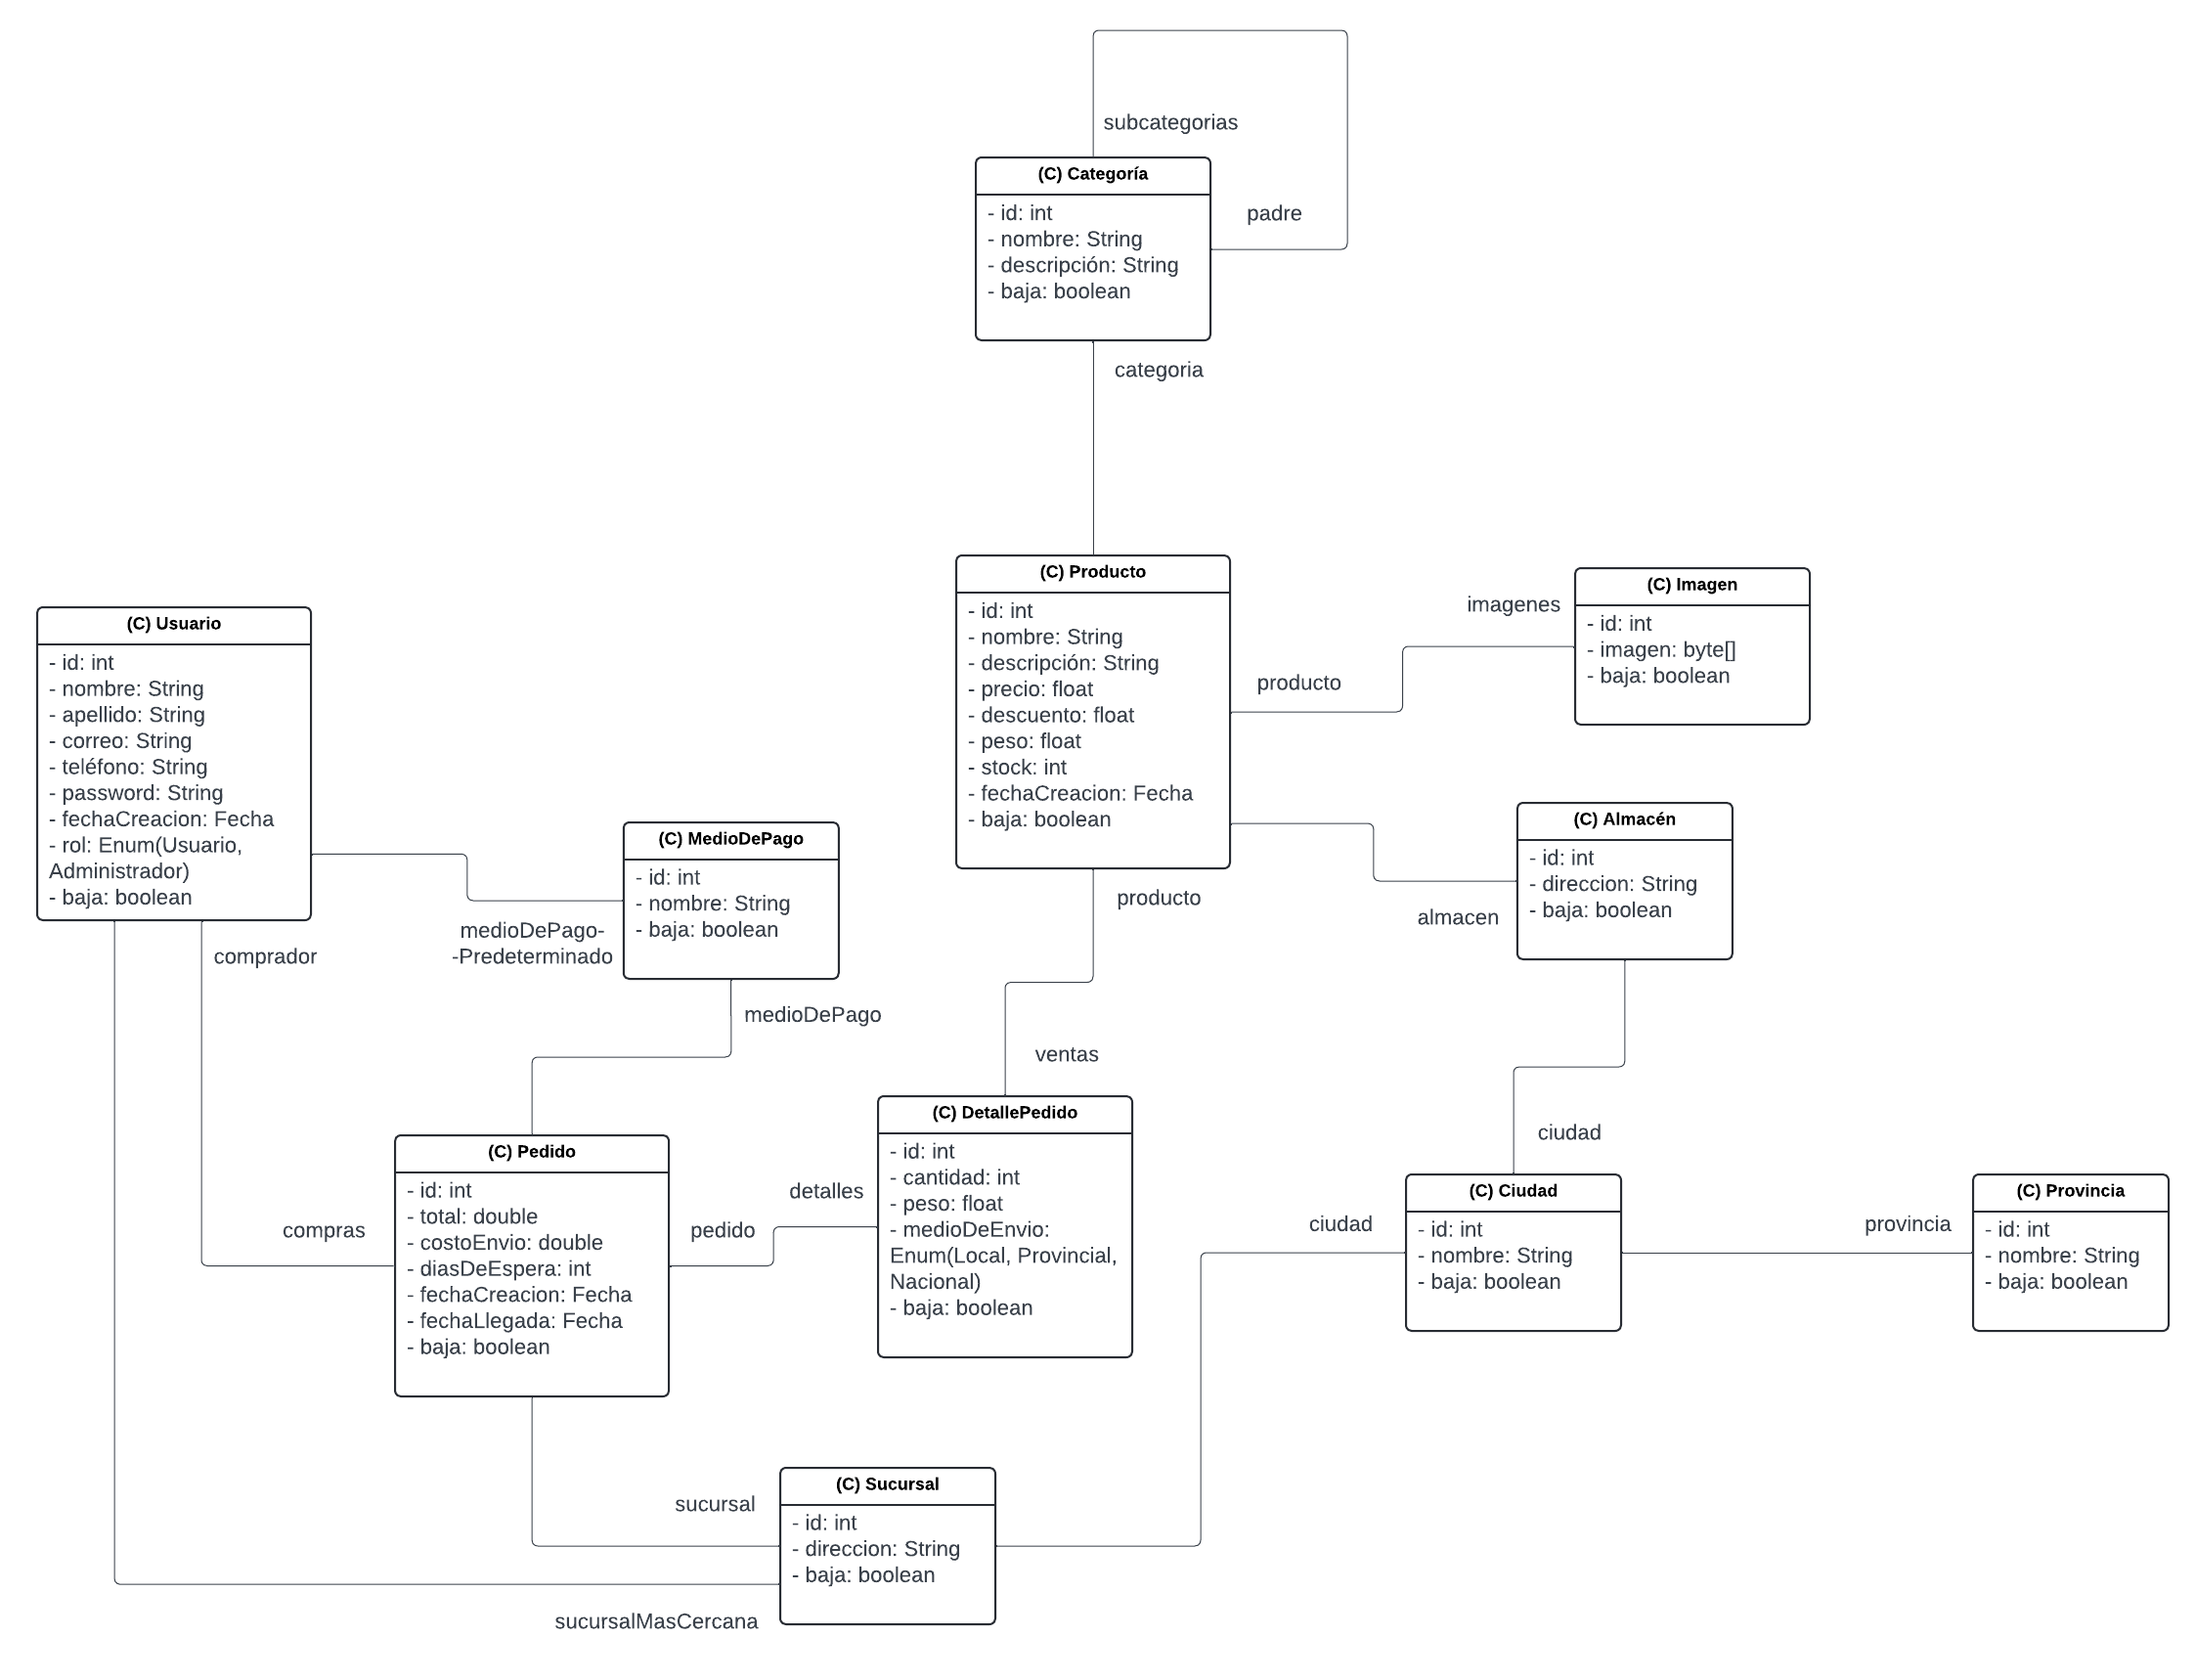 subcategorias
(C) Categoría
- id: int
- nombre: String
- descripción: String
- baja: boolean
padre
categoria
(C) Producto
- id: int
- nombre: String
- descripción: String
- precio: float
- descuento: float
- peso: float
- stock: int
- fechaCreacion: Fecha
- baja: boolean
producto
imagenes
(C) Imagen
- id: int
- imagen: byte[]
- baja: boolean
(C) Usuario
- id: int
- nombre: String
- apellido: String
- correo: String
- teléfono: String
- password: String
- fechaCreacion: Fecha
- rol: Enum(Usuario,
Administrador)
- baja: boolean
(C) MedioDePago
- id: int
- nombre: String
- baja: boolean
medioDePago-
-Predeterminado
comprador
medioDePago
producto
ventas
(C) Almacén
- id: int
- direccion: String
- baja: boolean
almacen
ciudad
(C) Pedido
- id: int
- total: double
- costoEnvio: double
- diasDeEspera: int
- fechaCreacion: Fecha
- fechaLlegada: Fecha
- baja: boolean
compras
pedido
detalles
(C) DetallePedido
- id: int
- cantidad: int
- peso: float
- medioDeEnvio:
Enum(Local, Provincial,
Nacional)
- baja: boolean
ciudad
(C) Ciudad
- id: int
- nombre: String
- baja: boolean
provincia
(C) Provincia
- id: int
- nombre: String
- baja: boolean
sucursal
(C) Sucursal
- id: int
- direccion: String
- baja: boolean
sucursalMasCercana